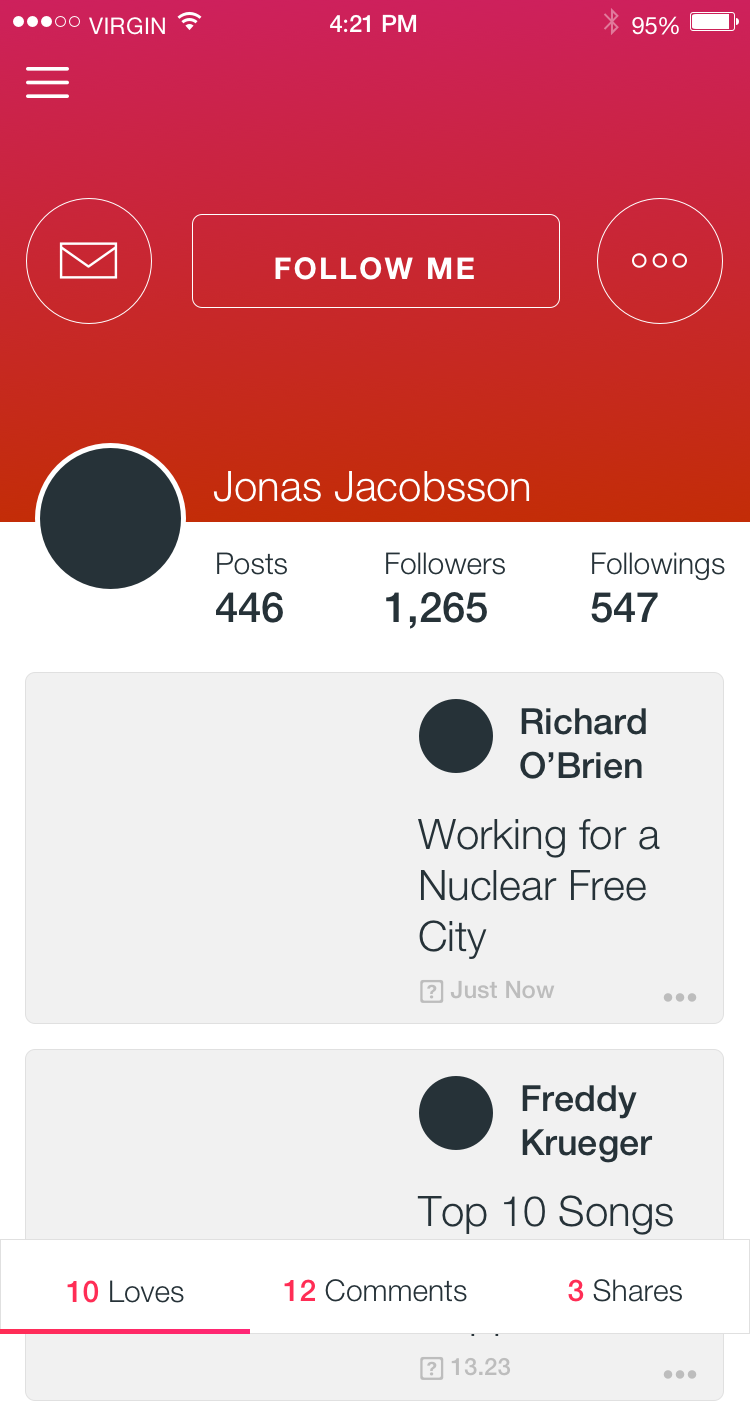 VIRGIN 4:21 PM 95%
FOLLOW ME
Jonas Jacobsson
Posts Followers Followings
446 1,265 547
Richard
O’Brien
Working for a
Nuclear Free
City
? Just Now
Freddy
Krueger
Top 10 Songs
10 Loves 12 Comments 3 Shares
? 13.23